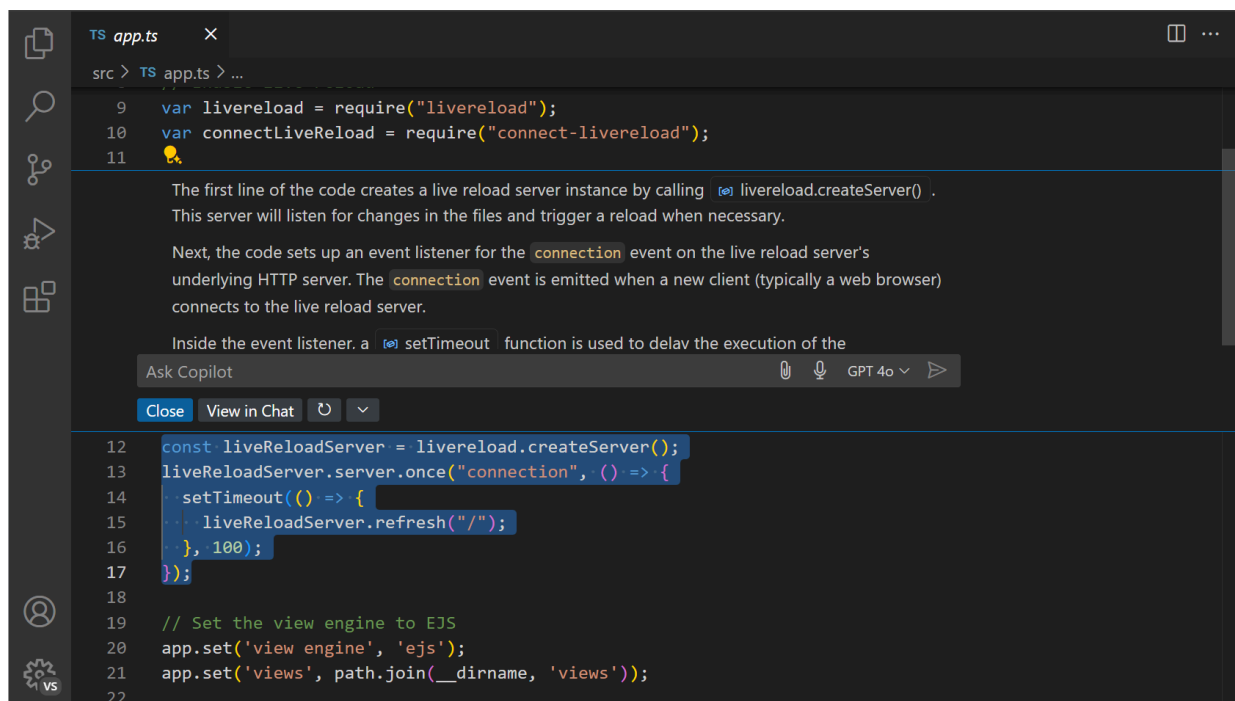 TS app.ts
src > TS app.ts > ...
9 var livereload = require("livereload");
10 var connectLiveReload = require("connect-livereload");
11
The first line of the code creates a live reload server instance by calling livereload.createServer() .
This server will listen for changes in the files and trigger a reload when necessary.
Next, the code sets up an event listener for the connection event on the live reload server's
underlying HTTP server. The connection event is emitted when a new client (typically a web browser)
connects to the live reload server.
Inside the event listener, a setTimeout function is used to delay the execution of the
Ask Copilot GPT 4o
Close View in Chat
12 const liveReloadServer = livereload.createServer();
13 liveReloadServer.server.once("connection", () => {
14 setTimeout(() => {
15 liveReloadServer.refresh("/");
16 }, 100);
17 });
18
19 // Set the view engine to EJS
20 app.set('view engine', 'ejs');
21 app.set('views', path.join(__dirname, 'views'));
22
VS